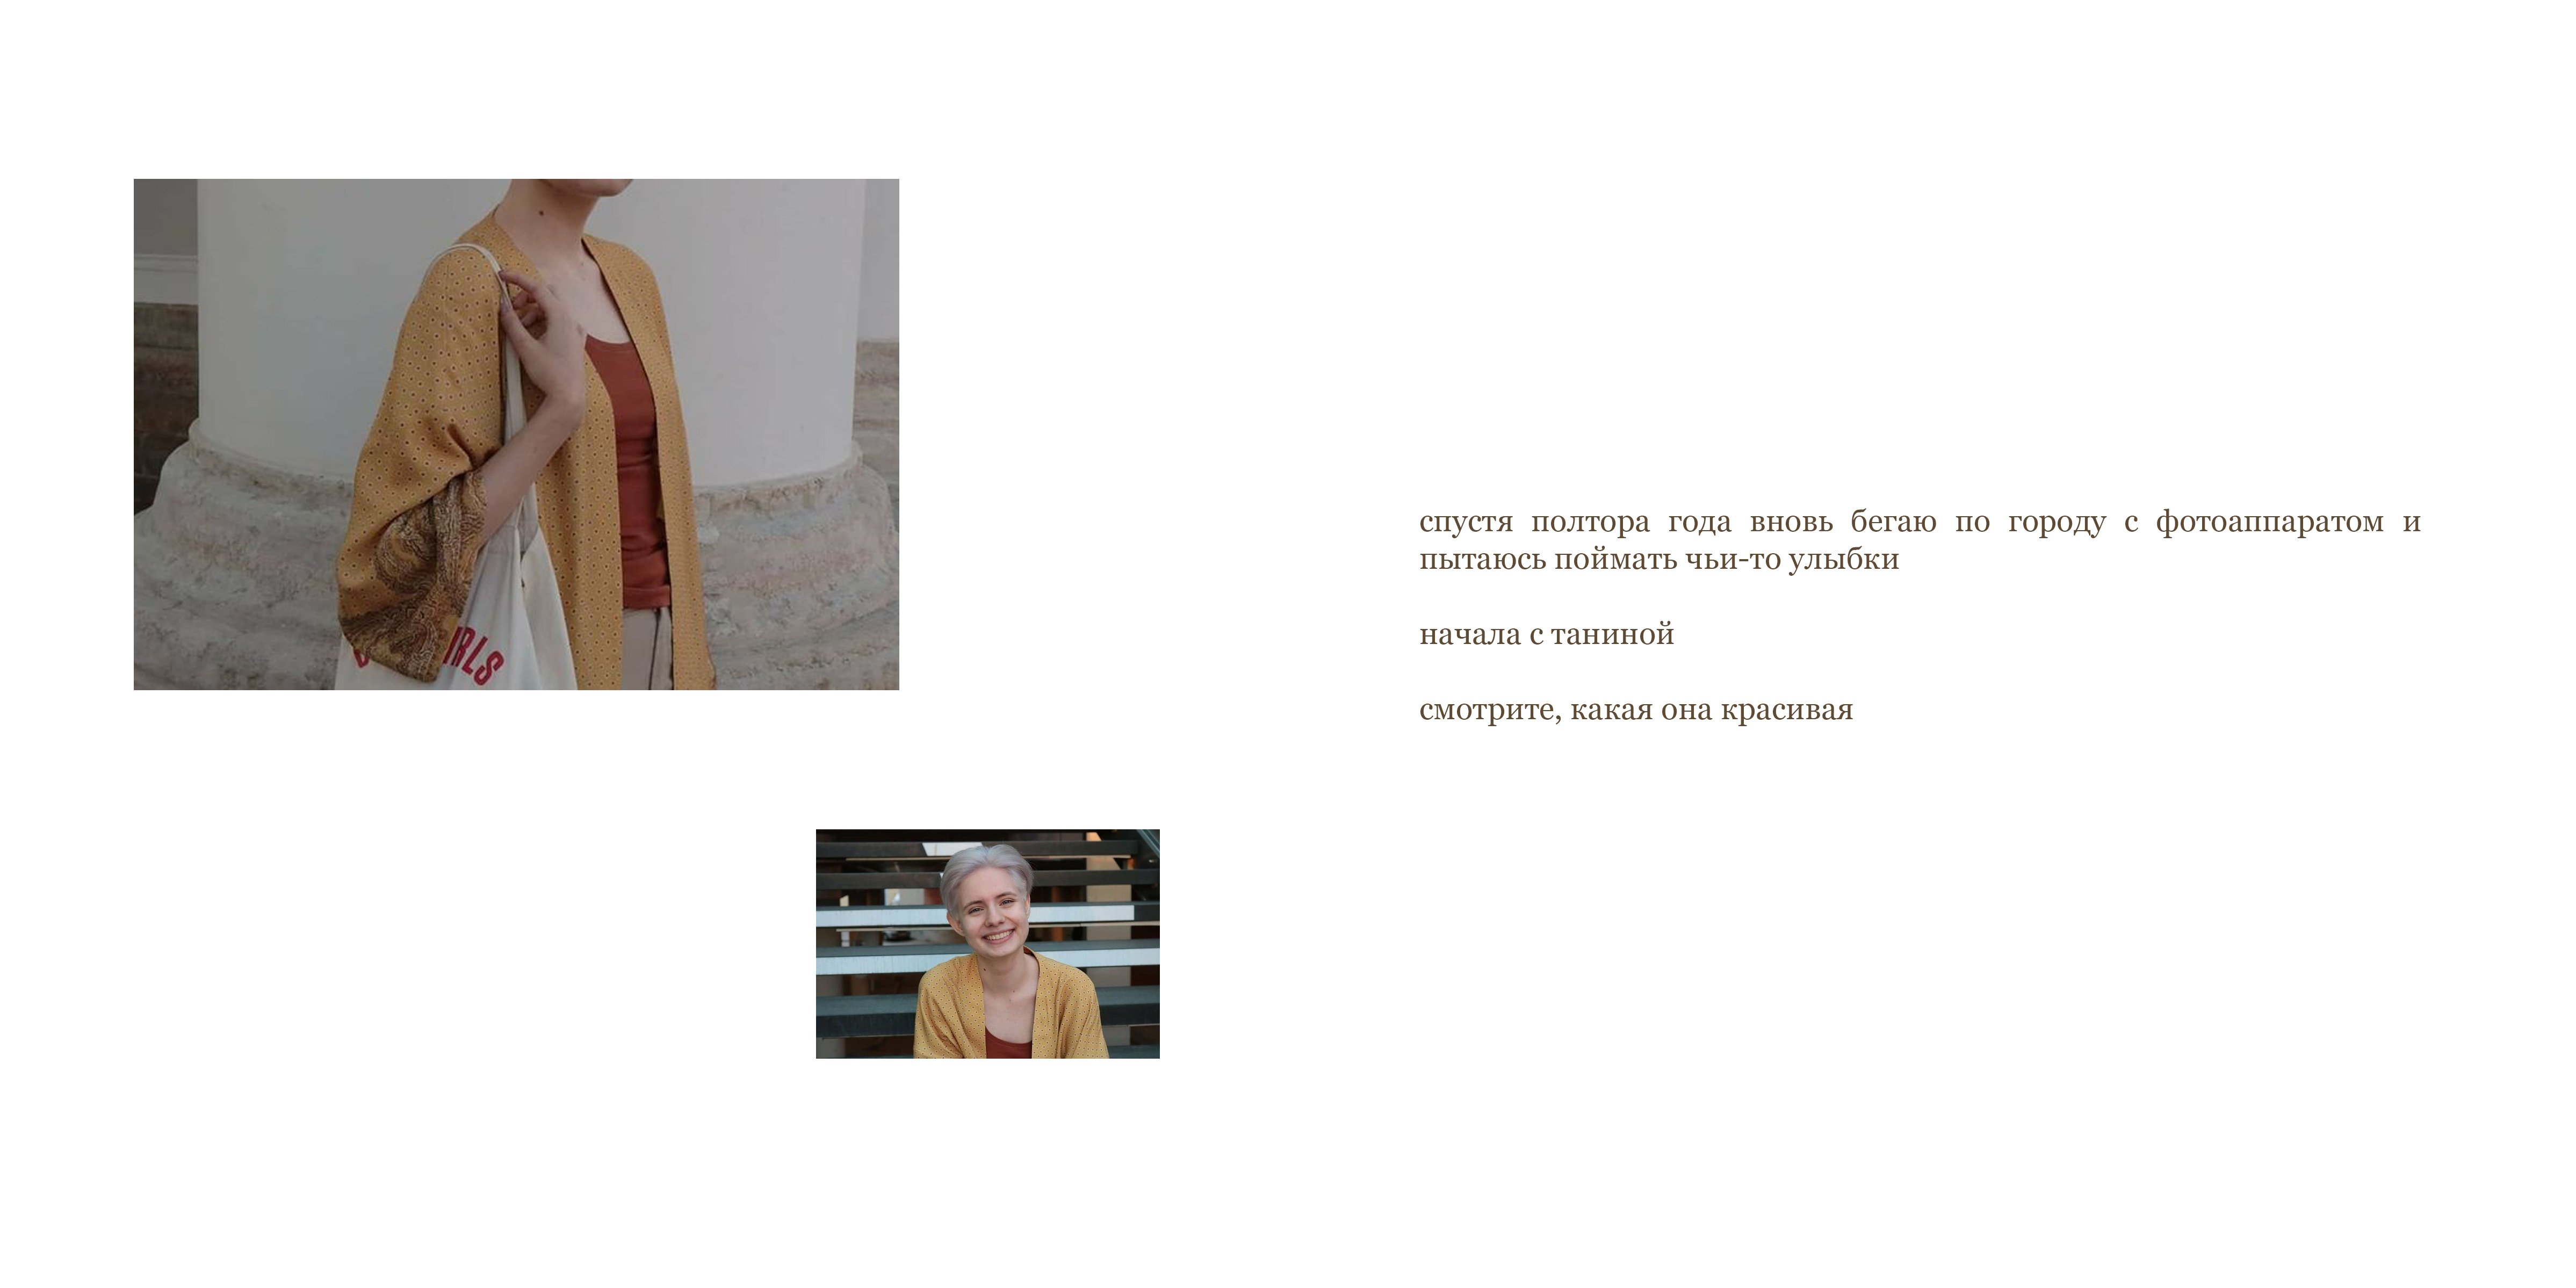 IRLS
спустя полтора года вновь бегаю по городу с фотоаппаратом и
пытаюсь поймать чьи-то улыбки
начала с таниной
смотрите, какая она красивая